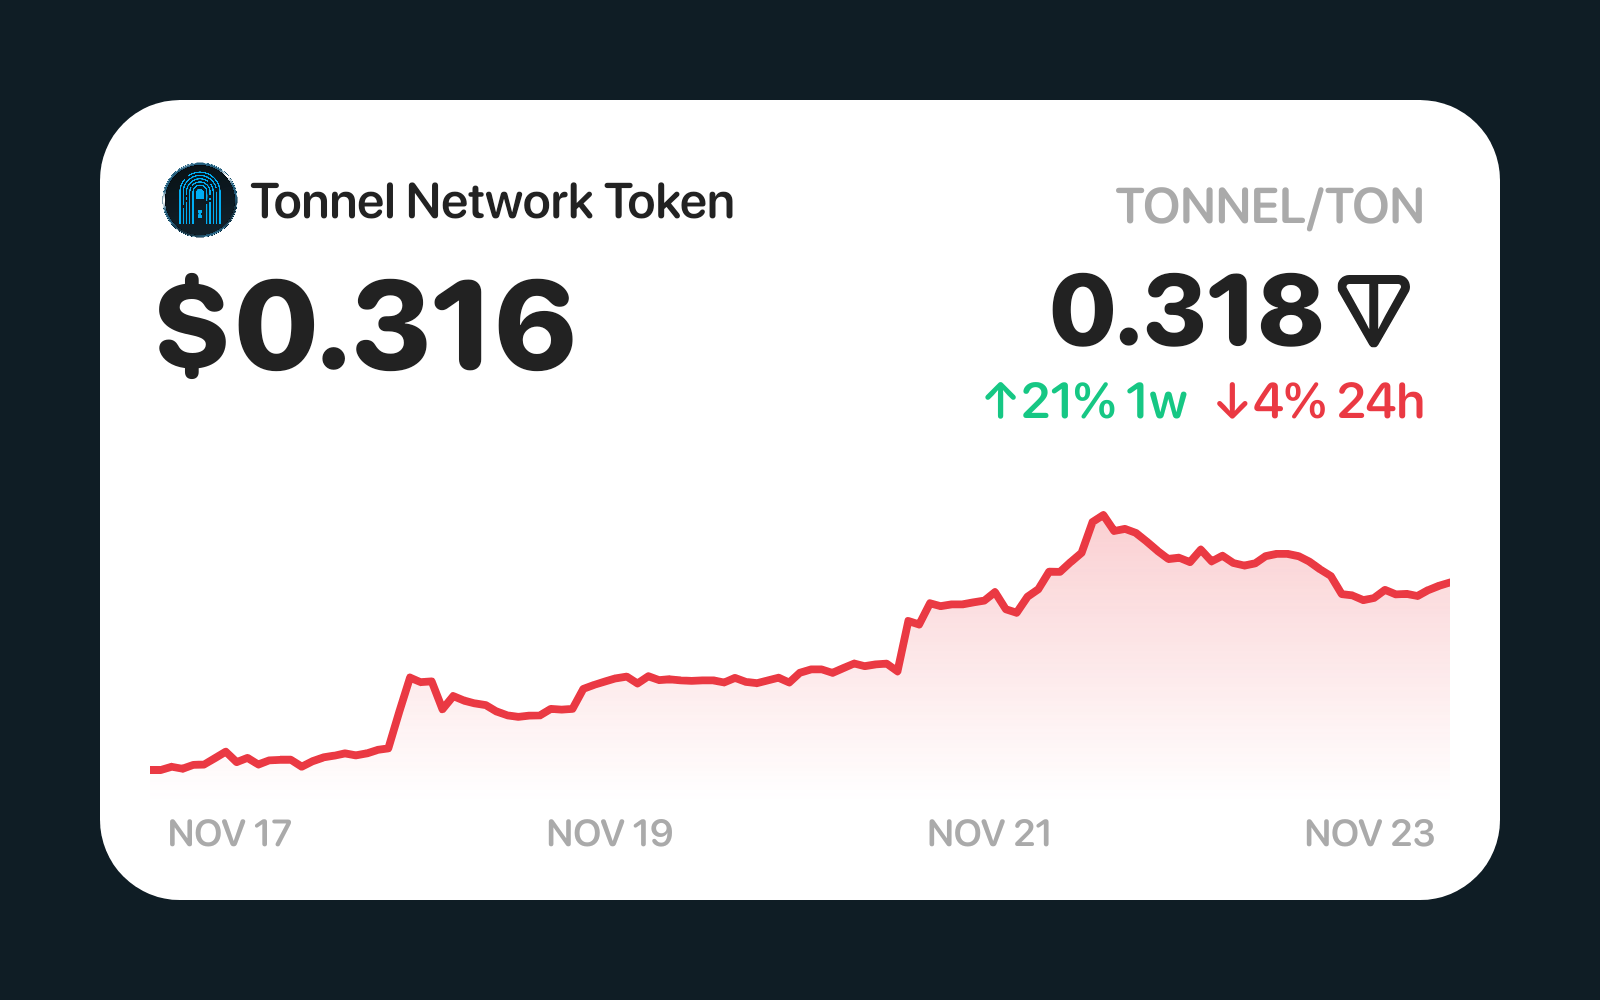 Tonnel Network Token
TONNEL/TON
$0.316
0.318
↑21% 1w ↓4% 24h
NOV 17 NOV 19 NOV 21 NOV 23